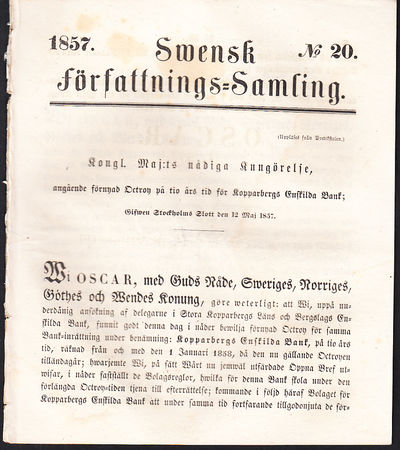 1857. Swensk № 20.
Författnings=Samling.
(Uppläses från Predikstolen.)
Kongl. Maj:ts nådiga Kungörelse,
angående förnyad Octroy på tio års tid för Kopparbergs Enskilda Bank;
Gifwen Stockholms Slott den 12 Maj 1857.
Wi OSCAR, med Guds Nåde, Sweriges, Norriges,
Göthes och Wendes Konung, göre weterligt: att Wi, uppå un-
derdånig ansökning af delegarne i Stora Kopparbergs Läns och Bergslags En-
skilda Bank, funnit godt denna dag i nåder bewilja förnyad Octroy för samma
Bank-inrättning under benämning: Kopparbergs Enskilda Bank, på tio års
tid, räknad från och med den 1 Januari 1858, då den nu gällande Octroyen
tilländagår; hwarjemte Wi, på sätt Wårt nu jemwäl utfärdade Öppna Bref ut-
wisar, i nåder fastställt de Bolagsreglor, hwilka för denna Bank skola under den
förlängda Octroy-tiden tjena till efterrättelse; kommande i följd häraf Bolaget för
Kopparbergs Enskilda Bank att under samma tid fortfarande tillgodonjuta de för-